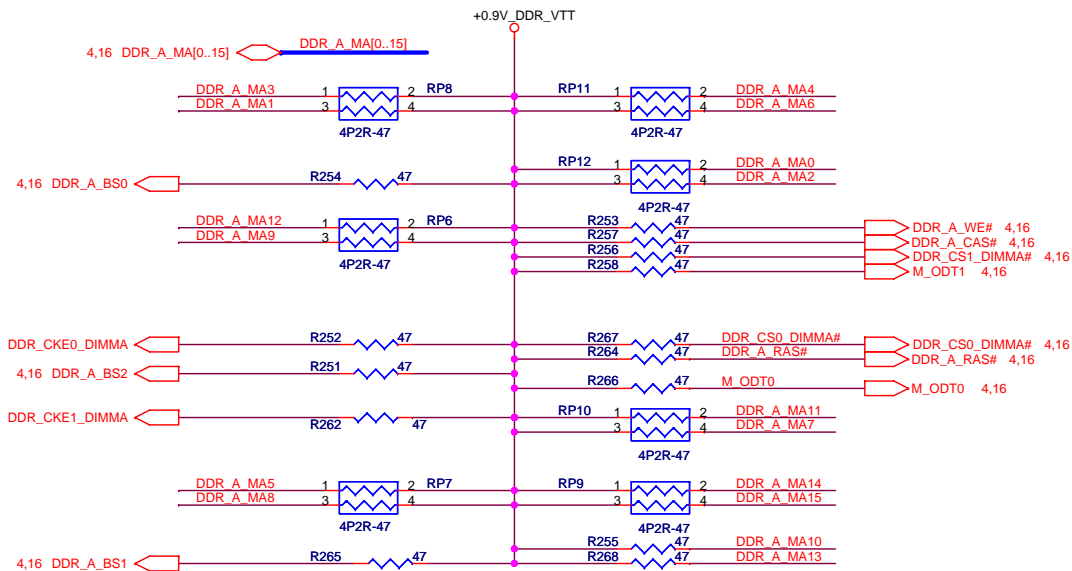 +0.9V_DDR_VTT
4,16 DDR_A_MA[0..15] DDR_A_MA[0..15]
DDR_A_MA3 1 2 RP8 RP11 1 2 DDR_A_MA4
DDR_A_MA1 3 4 3 4 DDR_A_MA6
4P2R-47 4P2R-47
RP12 1 2 DDR_A_MA0
4,16 DDR_A_BS0 R254 47 3 4 DDR_A_MA2
4P2R-47
DDR_A_MA12 1 2 RP6 R253 47 DDR_A_WE# 4,16
DDR_A_MA9 3 4 R257 47 DDR_A_CAS# 4,16
4P2R-47 R256 47 DDR_CS1_DIMMA# 4,16
R258 47 M_ODT1 4,16
DDR_CKE0_DIMMA R252 47 R267 47 DDR_CS0_DIMMA# DDR_CS0_DIMMA# 4,16
R264 47 DDR_A_RAS# DDR_A_RAS# 4,16
4,16 DDR_A_BS2 R251 47
R266 47 M_ODT0 M_ODT0 4,16
DDR_CKE1_DIMMA R262 47 RP10 1 2 DDR_A_MA11
3 4 DDR_A_MA7
4P2R-47
DDR_A_MA5 1 2 RP7 RP9 1 2 DDR_A_MA14
DDR_A_MA8 3 4 3 4 DDR_A_MA15
4P2R-47 4P2R-47
R255 47 DDR_A_MA10
4,16 DDR_A_BS1 R265 47 R268 47 DDR_A_MA13